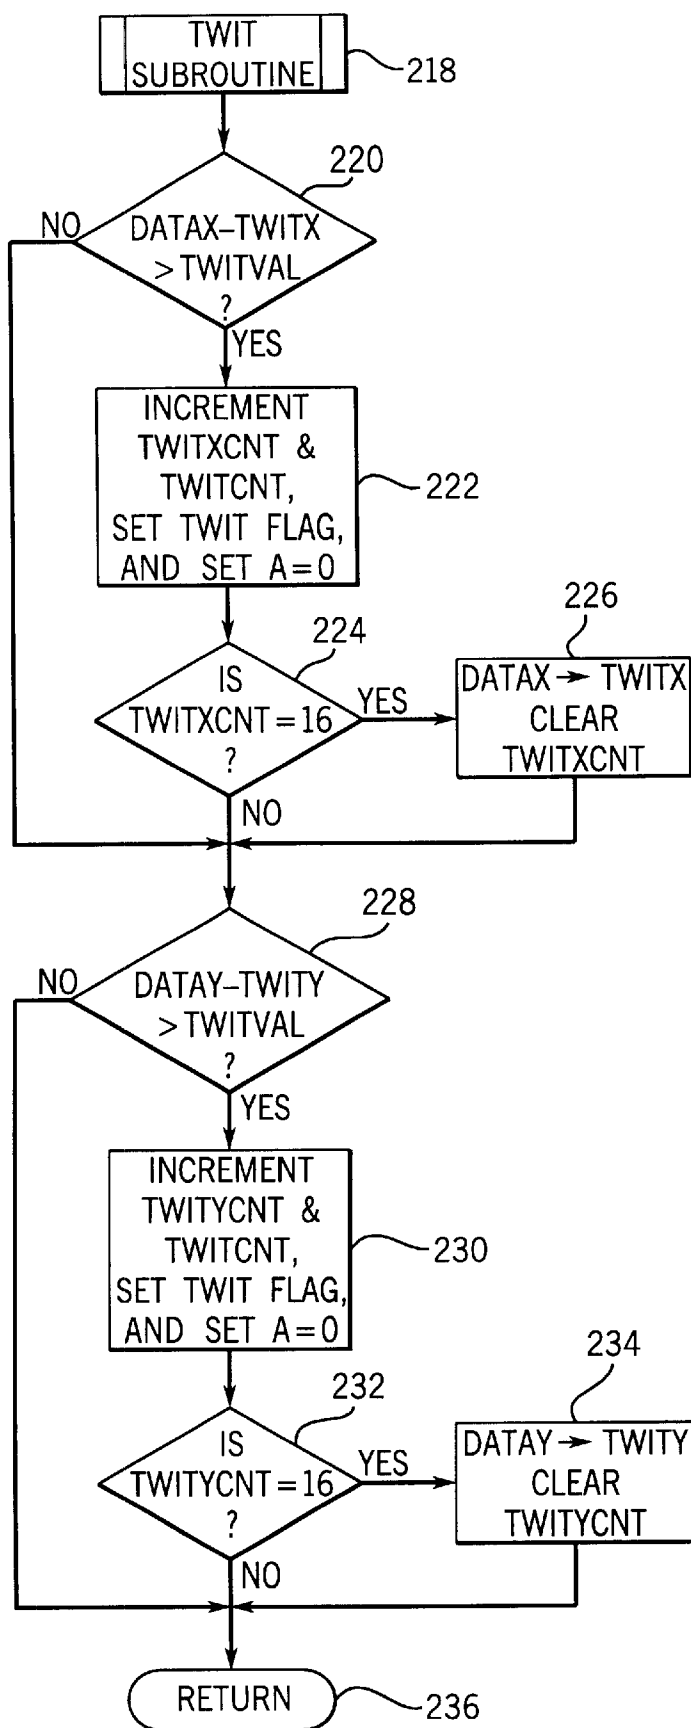 TWIT
SUBROUTINE
218
220
NO
DATAX–TWITX
> TWITVAL
?
YES
INCREMENT
TWITXCNT &
TWITCNT,
SET TWIT FLAG,
AND SET A=0
222
224
226
IS
TWITXCNT=16
?
YES
DATAX → TWITX
CLEAR
TWITXCNT
NO
228
NO
DATAY–TWITY
> TWITVAL
?
YES
INCREMENT
TWITYCNT &
TWITCNT,
SET TWIT FLAG,
AND SET A=0
230
232
234
IS
TWITYCNT=16
?
YES
DATAY → TWITY
CLEAR
TWITYCNT
NO
RETURN
236